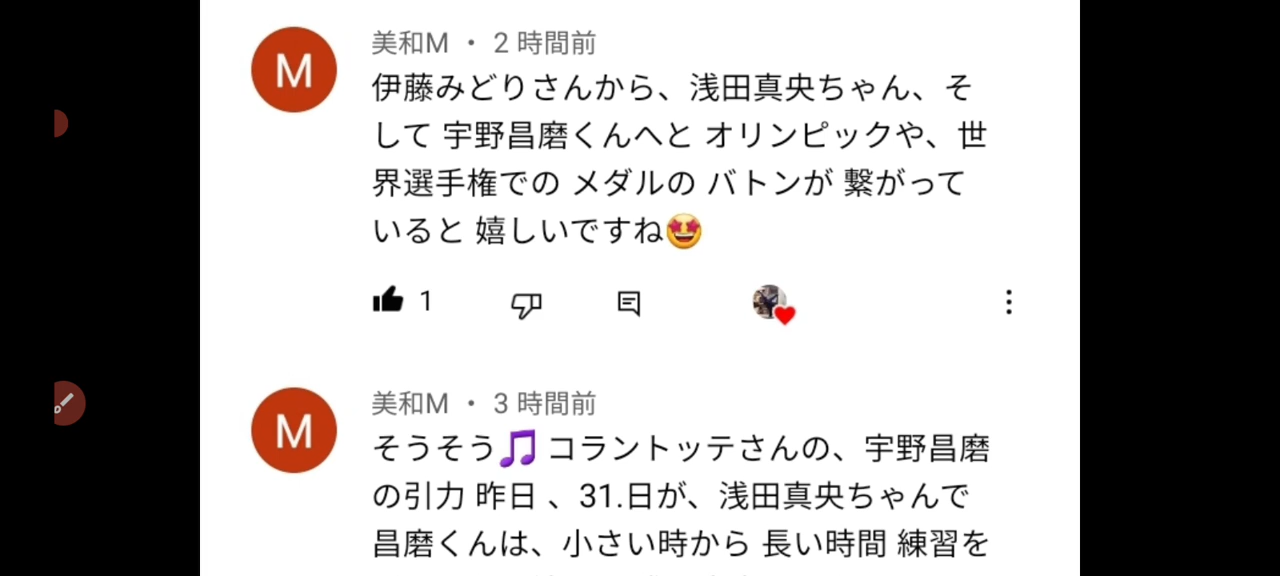 美和M ・ 2 時間前
伊藤みどりさんから、浅田真央ちゃん、そ
して 宇野昌磨くんへと オリンピックや、世
界選手権での メダルの バトンが 繋がって
いると 嬉しいですね🤩
1
美和M ・ 3 時間前
そうそう🎵 コラントッテさんの、宇野昌磨
の引力 昨日 、31.日が、浅田真央ちゃんで
昌磨くんは、小さい時から 長い時間 練習を
M
M